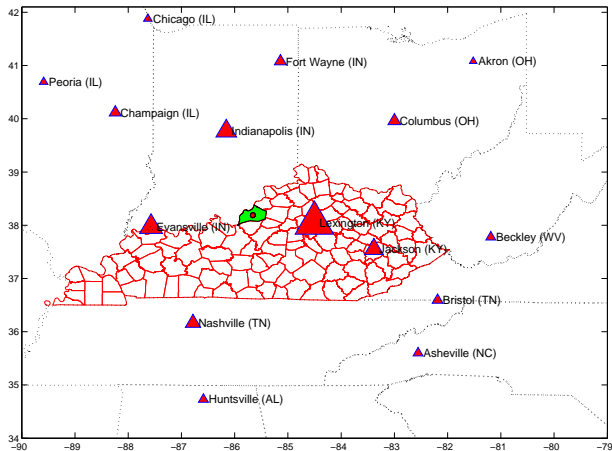 42
Chicago (IL)
Fort Wayne (IN)
Akron (OH)
41
Peoria (IL)
Champaign (IL)
Columbus (OH)
40
Indianapolis (IN)
39
Evansville (IN)
Lexington (KY)
38
Beckley (WV)
Jackson (KY)
37
Bristol (TN)
Nashville (TN)
36
Asheville (NC)
35
Huntsville (AL)
34
−90 −89 −88 −87 −86 −85 −84 −83 −82 −81 −80 −79